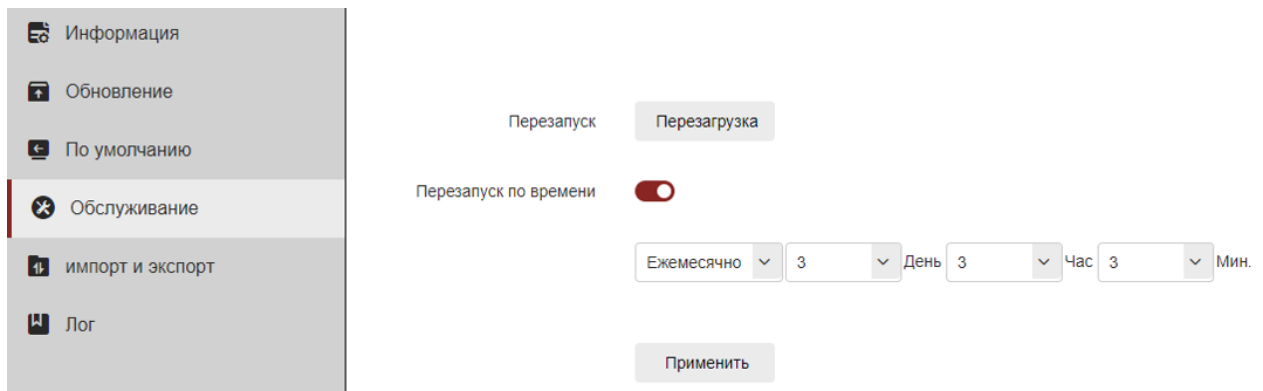 Информация
Обновление
По умолчанию
Обслуживание
импорт и экспорт
Лог
Перезапуск Перезагрузка
Перезапуск по времени
Ежемесячно 3 День 3 Час 3 Мин.
Применить